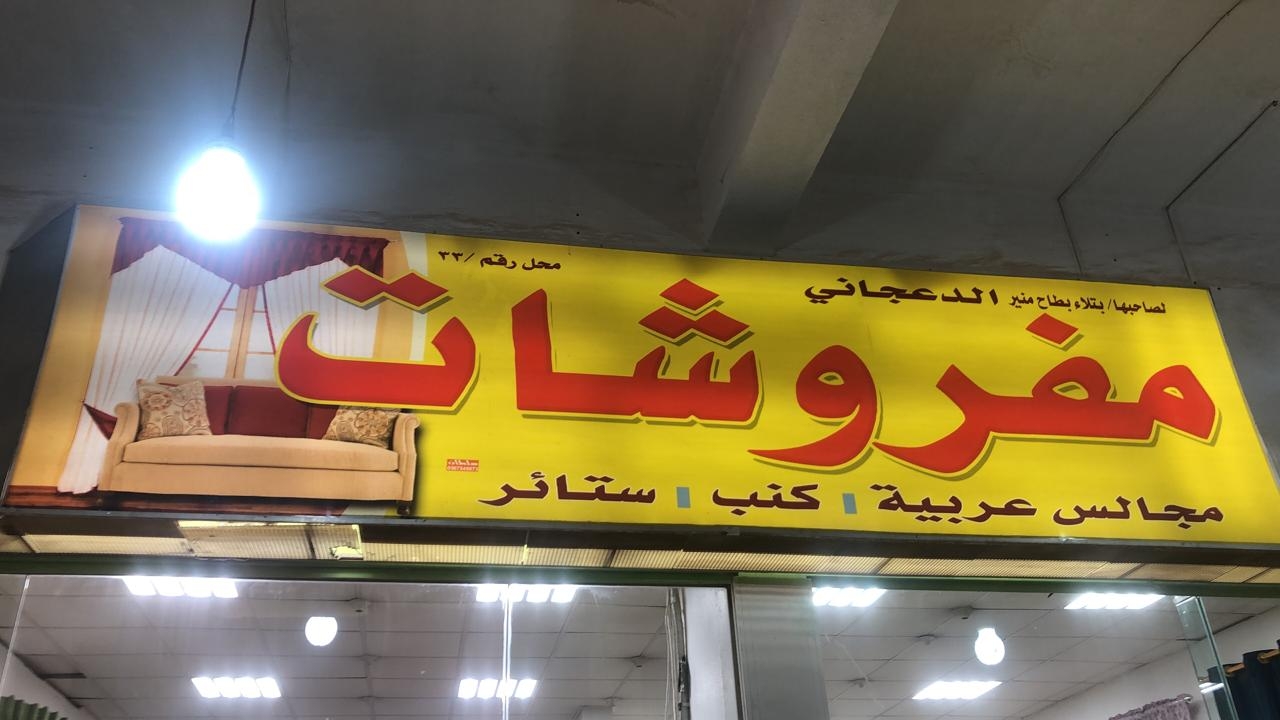 محل رقم /٣٣
لصاحبها/ بتلاء بطاح منير الدعجاني
مفروشات
مجالس عربية ❙ كنب ❙ ستائر